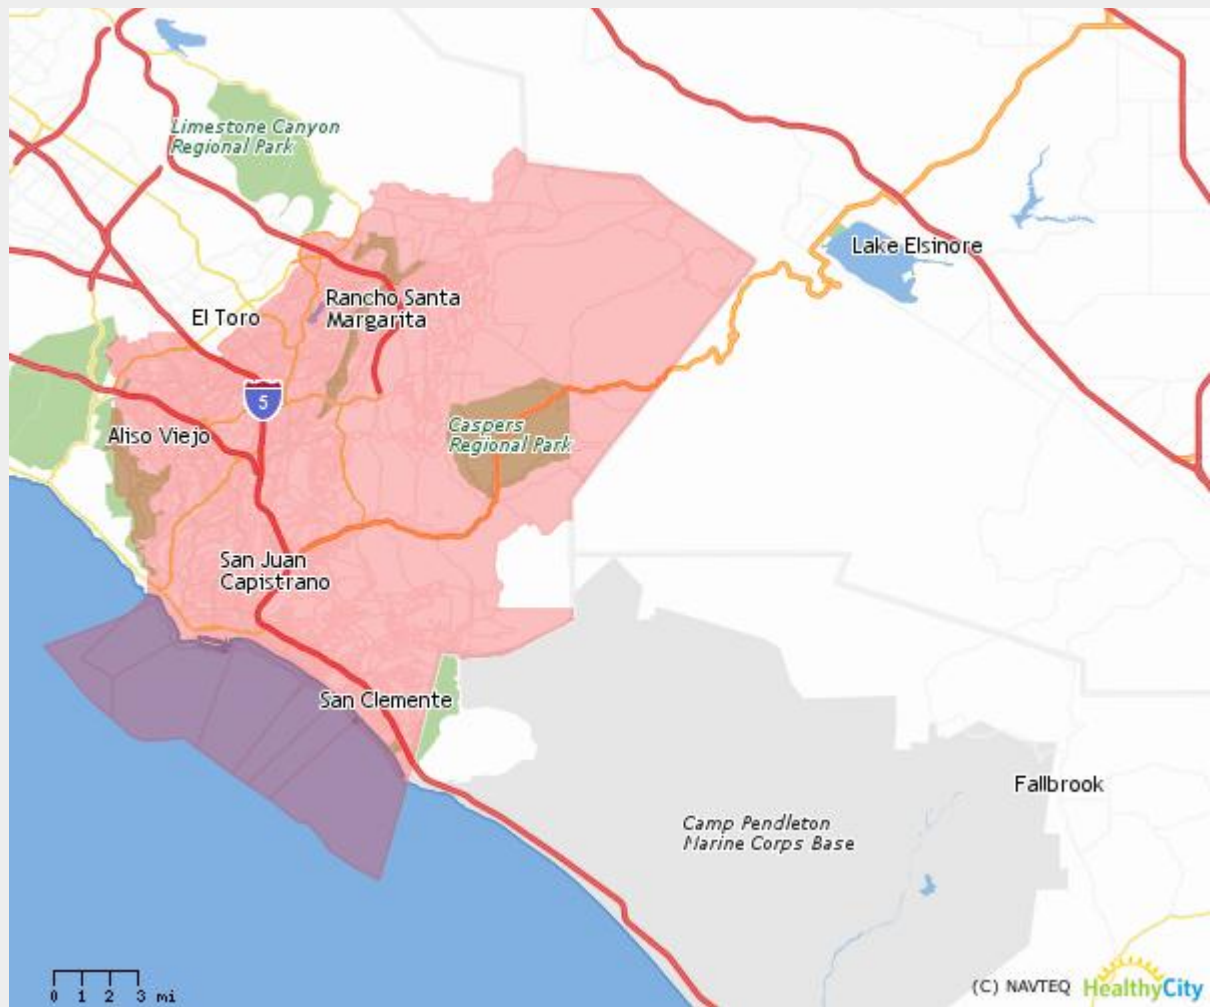 Limestone Canyon
Regional Park
Lake Elsinore
Rancho Santa
Margarita
El Toro
5
Caspers
Regional Park
Aliso Viejo
San Juan
Capistrano
San Clemente
Fallbrook
Camp Pendleton
Marine Corps Base
0 1 2 3 mi
(C) NAVTEQ HealthyCity